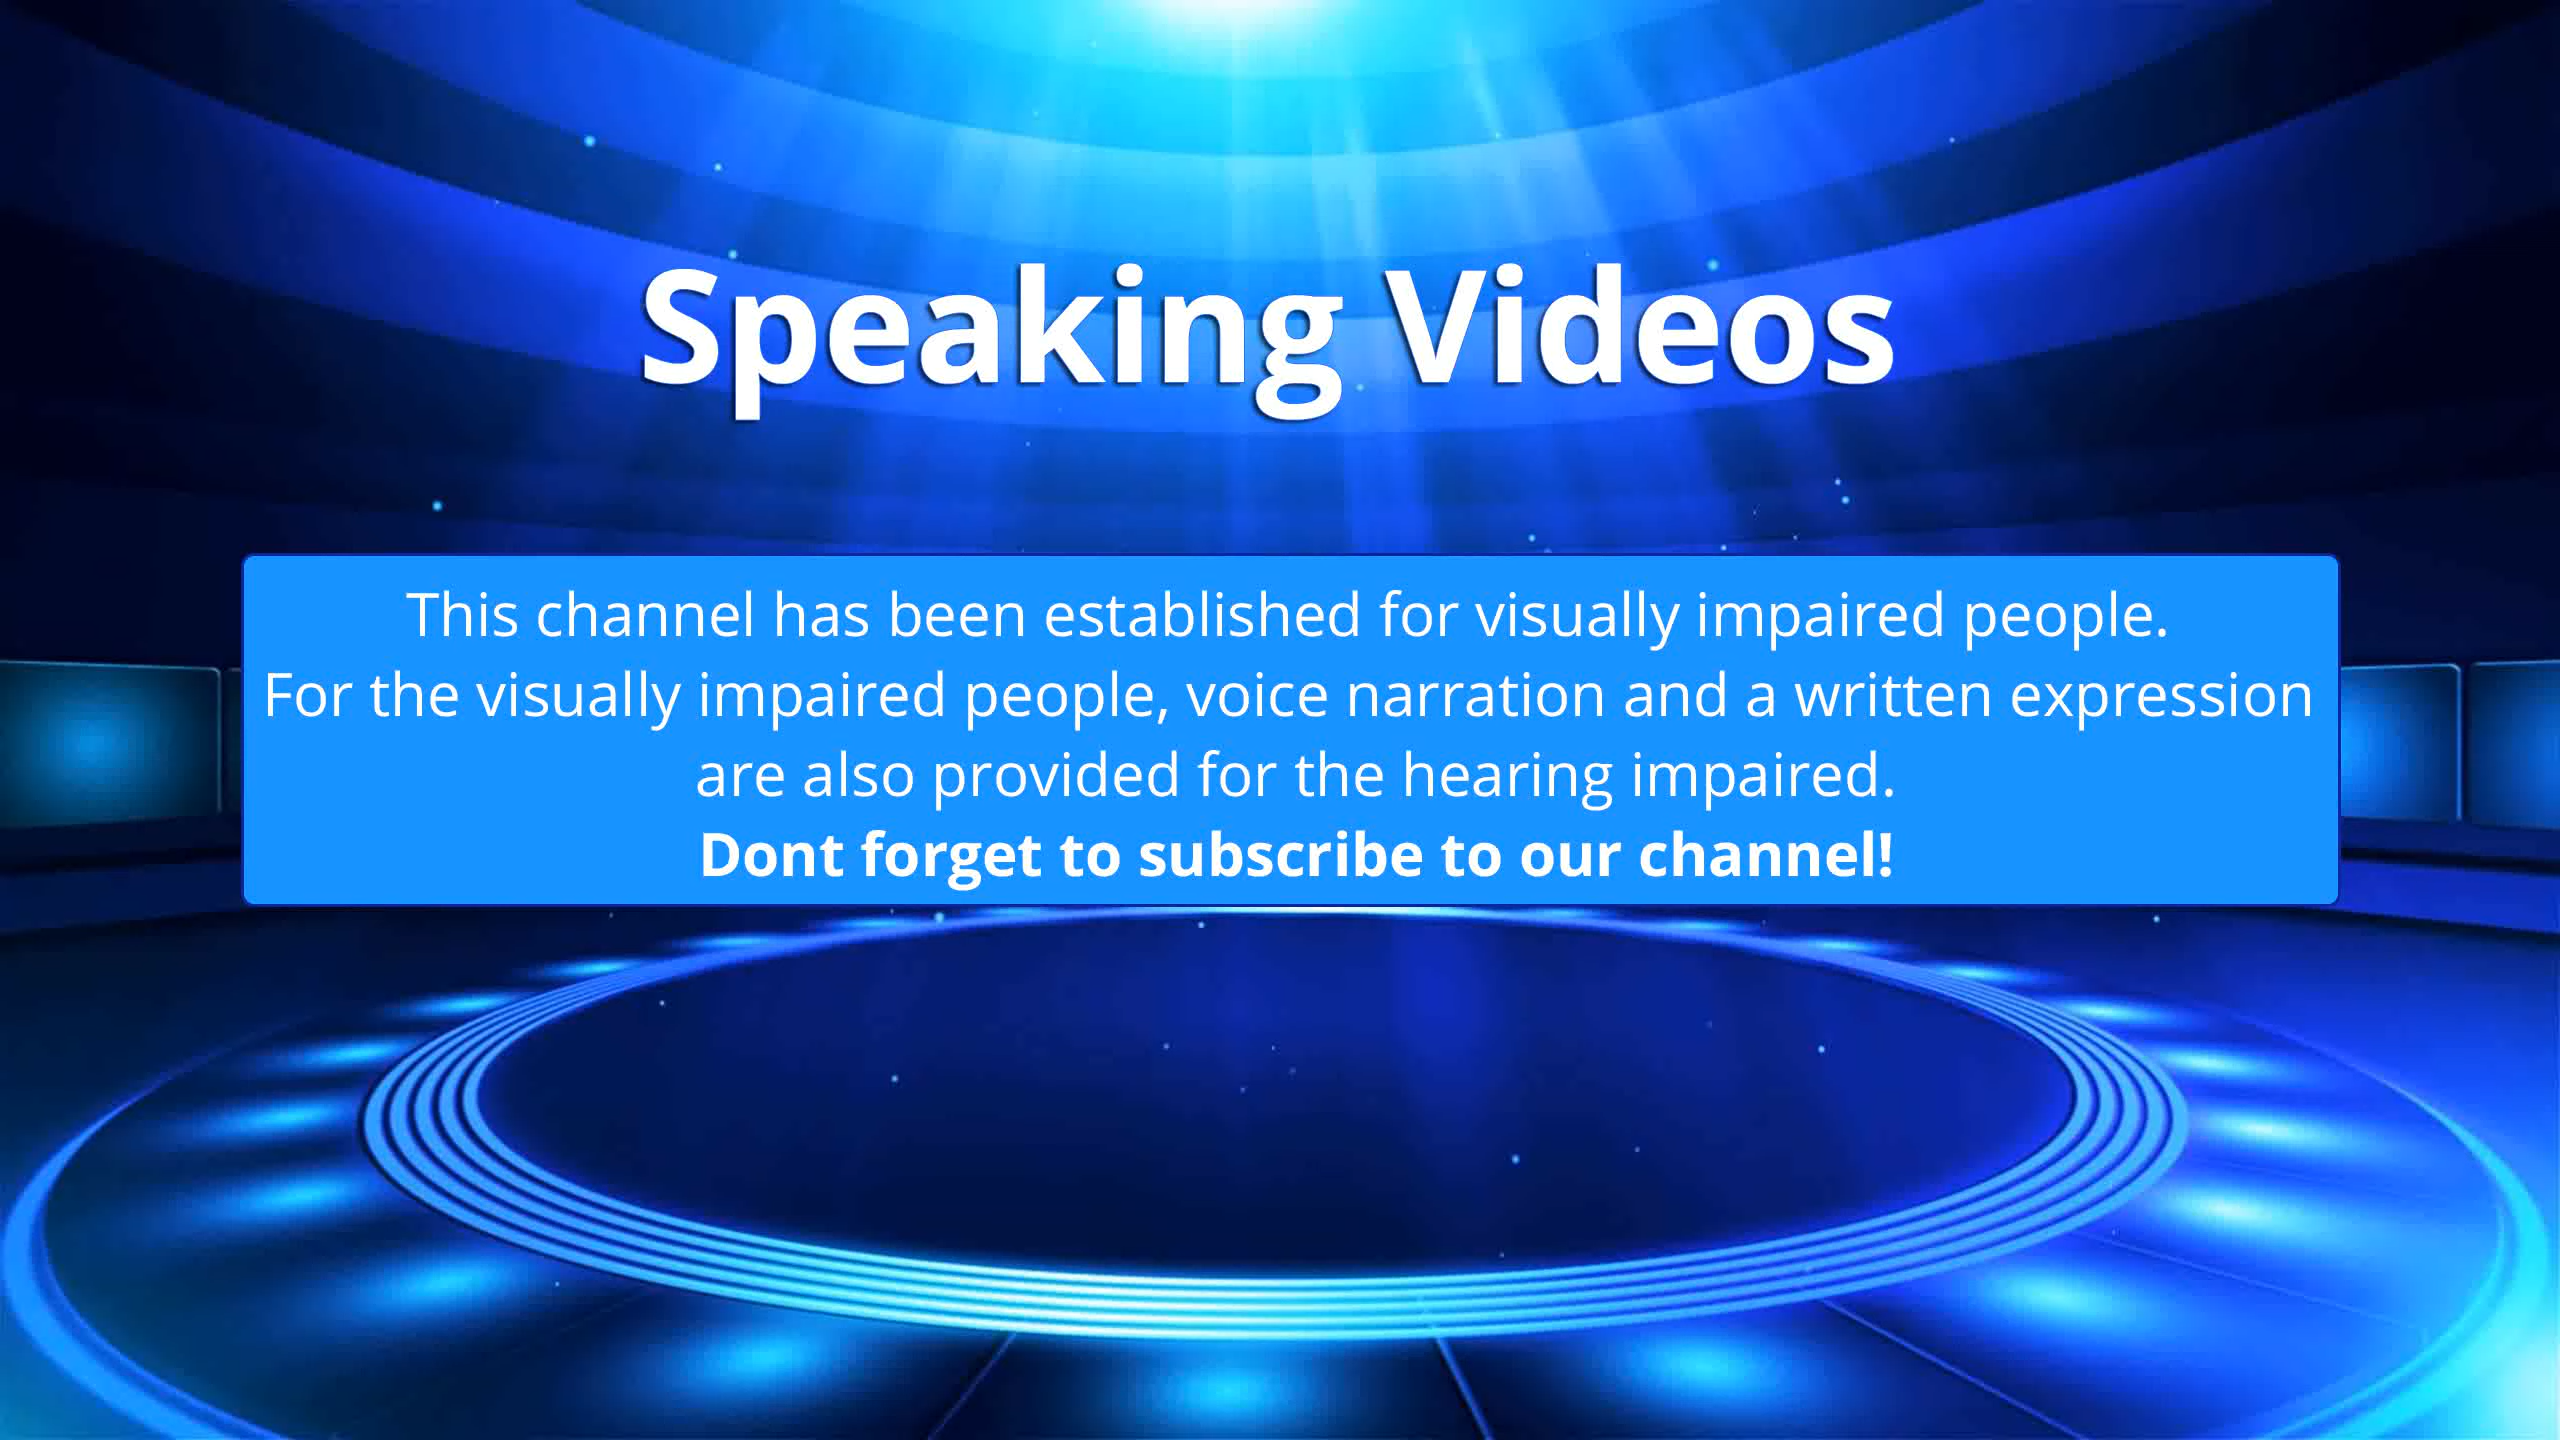 Speaking Videos
This channel has been established for visually impaired people.
For the visually impaired people, voice narration and a written expression
are also provided for the hearing impaired.
Dont forget to subscribe to our channel!